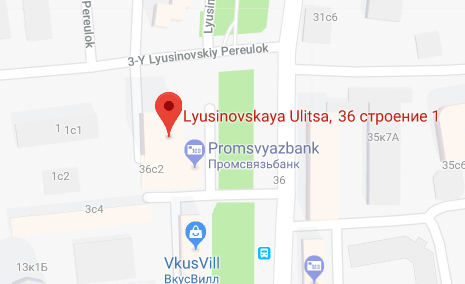 Pereulok
Lyusino
31с6
3-Y Lyusinovskiy Pereulok
Lyusinovskaya Ulitsa, 36 строение 1
1с1
35к7А
Promsvyazbank
Промсвязьбанк
36с2
35с6
1с2
36
3с4
VkusVill
ВкусВилл
13к1Б